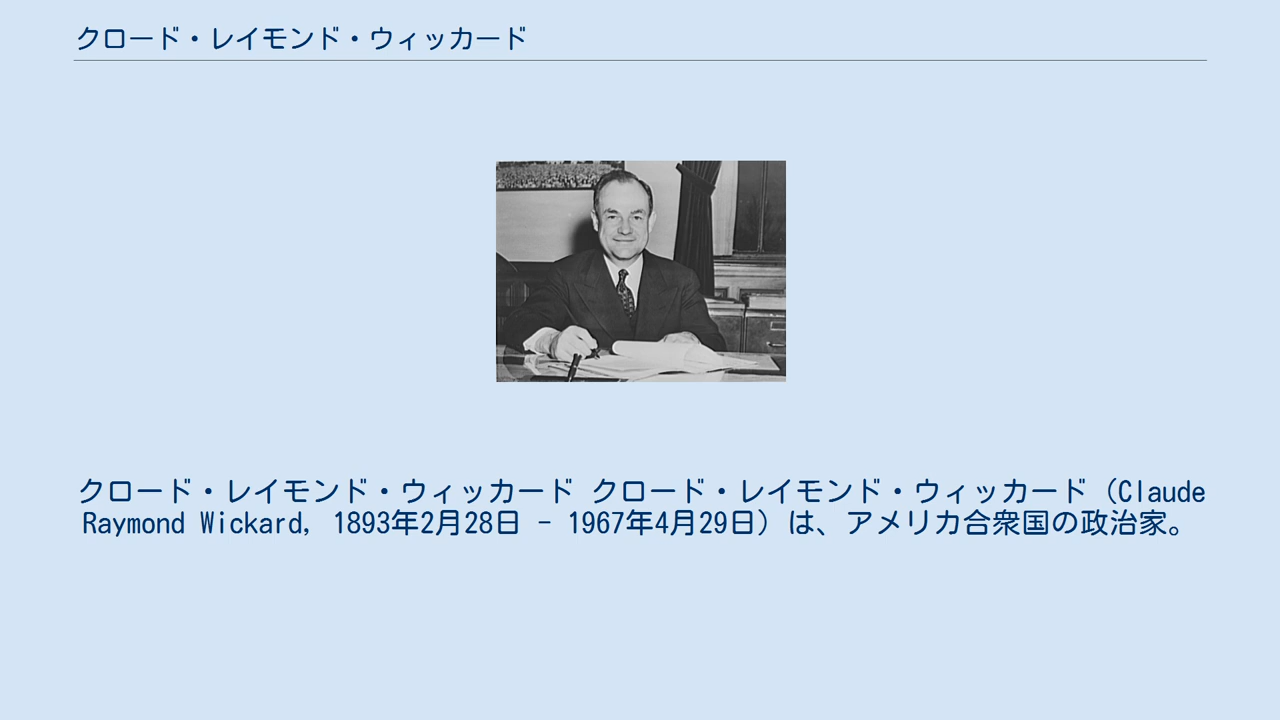 クロード・レイモンド・ウィッカード
クロード・レイモンド・ウィッカード クロード・レイモンド・ウィッカード（Claude
Raymond Wickard, 1893年2月28日 - 1967年4月29日）は、アメリカ合衆国の政治家。